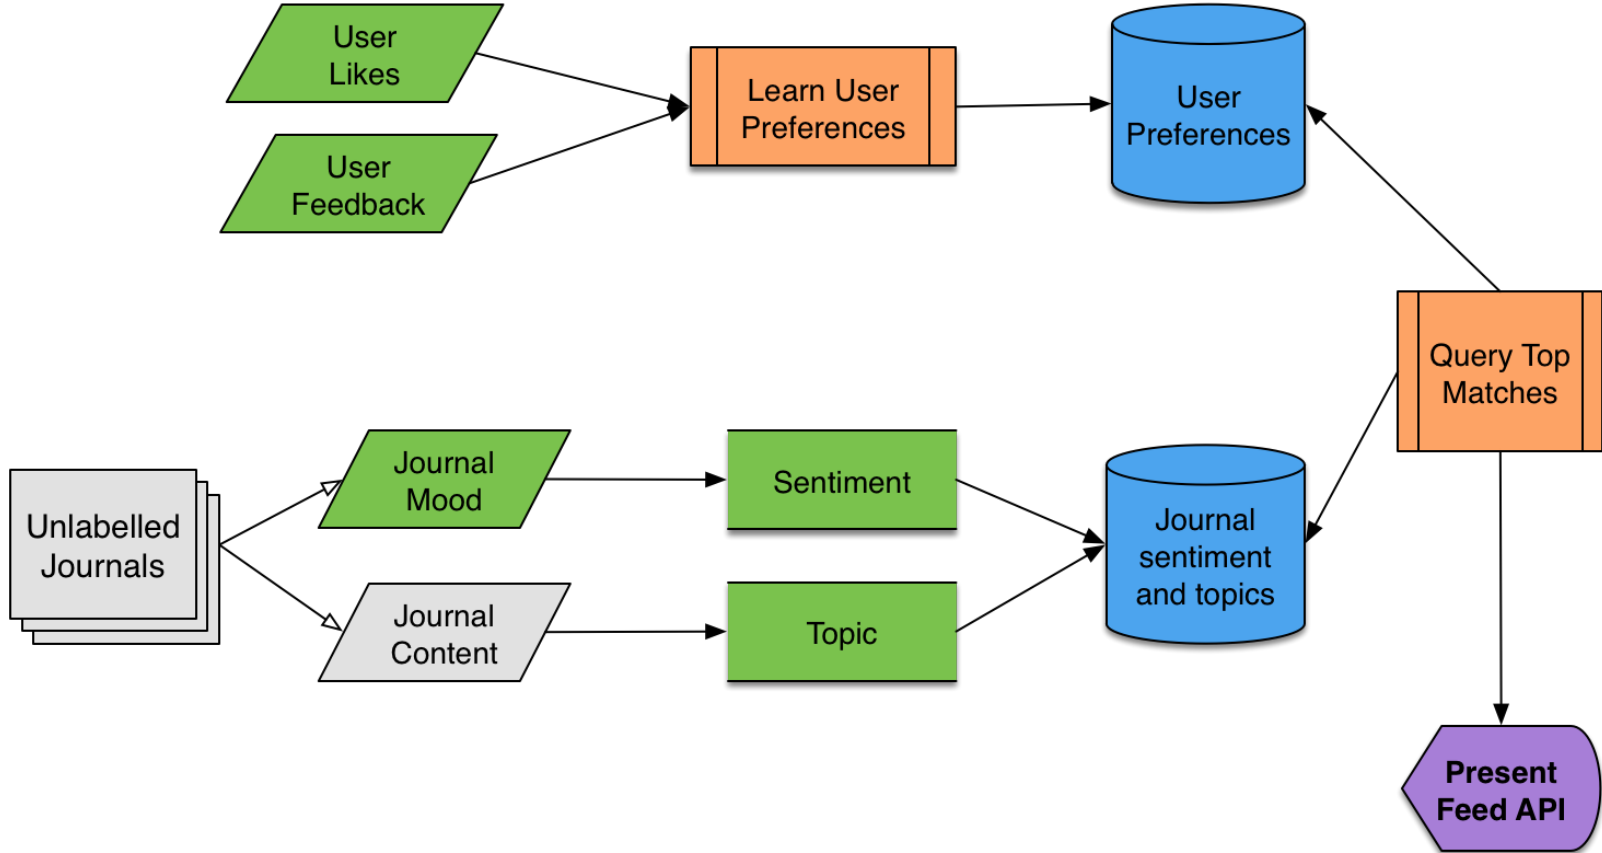 User
Likes
User
Feedback
Learn User
Preferences
User
Preferences
Query Top
Matches
Unlabelled
Journals
Journal
Mood
Journal
Content
Sentiment
Topic
Journal
sentiment
and topics
Present
Feed API